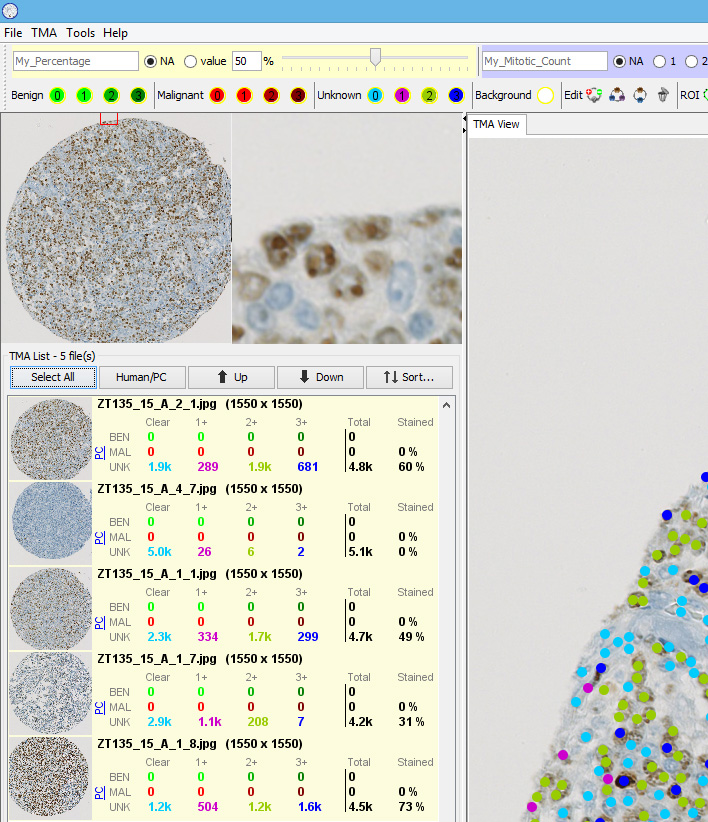 File TMA Tools Help
My_Percentage NA value 50 % My_Mitotic_Count NA 1 2
Benign 0 1 2 3 Malignant 0 1 2 3 Unknown 0 1 2 3 Background Edit ROI
TMA View
TMA List - 5 file(s)
Select All Human/PC Up Down Sort...
ZT135_15_A_2_1.jpg (1550 x 1550)
Clear 1+ 2+ 3+ Total Stained
BEN 0 0 0 0 0
PC MAL 0 0 0 0 0 0 %
UNK 1.9k 289 1.9k 681 4.8k 60 %
ZT135_15_A_4_7.jpg (1550 x 1550)
Clear 1+ 2+ 3+ Total Stained
BEN 0 0 0 0 0
PC MAL 0 0 0 0 0 0 %
UNK 5.0k 26 6 2 5.1k 0 %
ZT135_15_A_1_1.jpg (1550 x 1550)
Clear 1+ 2+ 3+ Total Stained
BEN 0 0 0 0 0
PC MAL 0 0 0 0 0 0 %
UNK 2.3k 334 1.7k 299 4.7k 49 %
ZT135_15_A_1_7.jpg (1550 x 1550)
Clear 1+ 2+ 3+ Total Stained
BEN 0 0 0 0 0
PC MAL 0 0 0 0 0 0 %
UNK 2.9k 1.1k 208 7 4.2k 31 %
ZT135_15_A_1_8.jpg (1550 x 1550)
Clear 1+ 2+ 3+ Total Stained
BEN 0 0 0 0 0
PC MAL 0 0 0 0 0 0 %
UNK 1.2k 504 1.2k 1.6k 4.5k 73 %